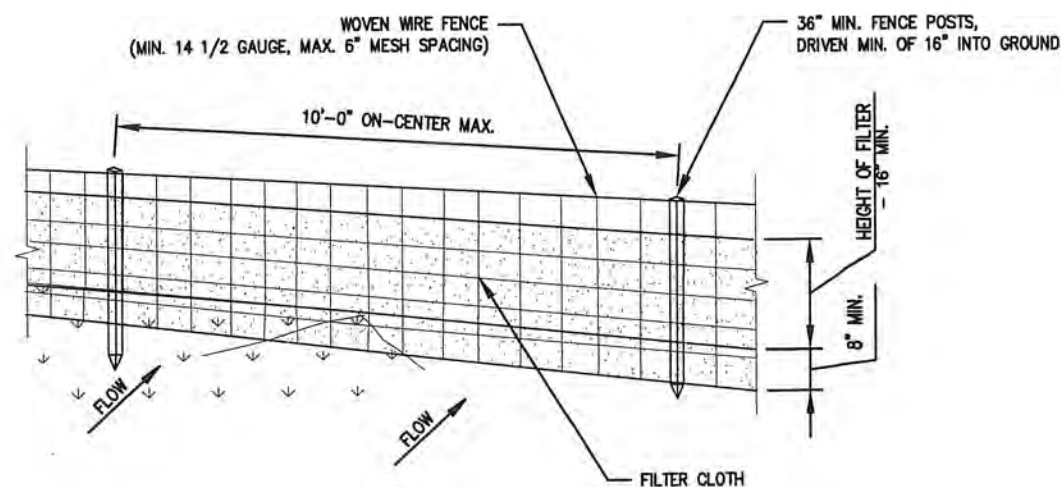 WOVEN WIRE FENCE
(MIN. 14 1/2 GAUGE, MAX. 6" MESH SPACING)
36" MIN. FENCE POSTS,
DRIVEN MIN. OF 16" INTO GROUND
10'-0" ON-CENTER MAX.
HEIGHT OF FILTER
- 16" MIN.
8" MIN.
FLOW
FLOW
FILTER CLOTH